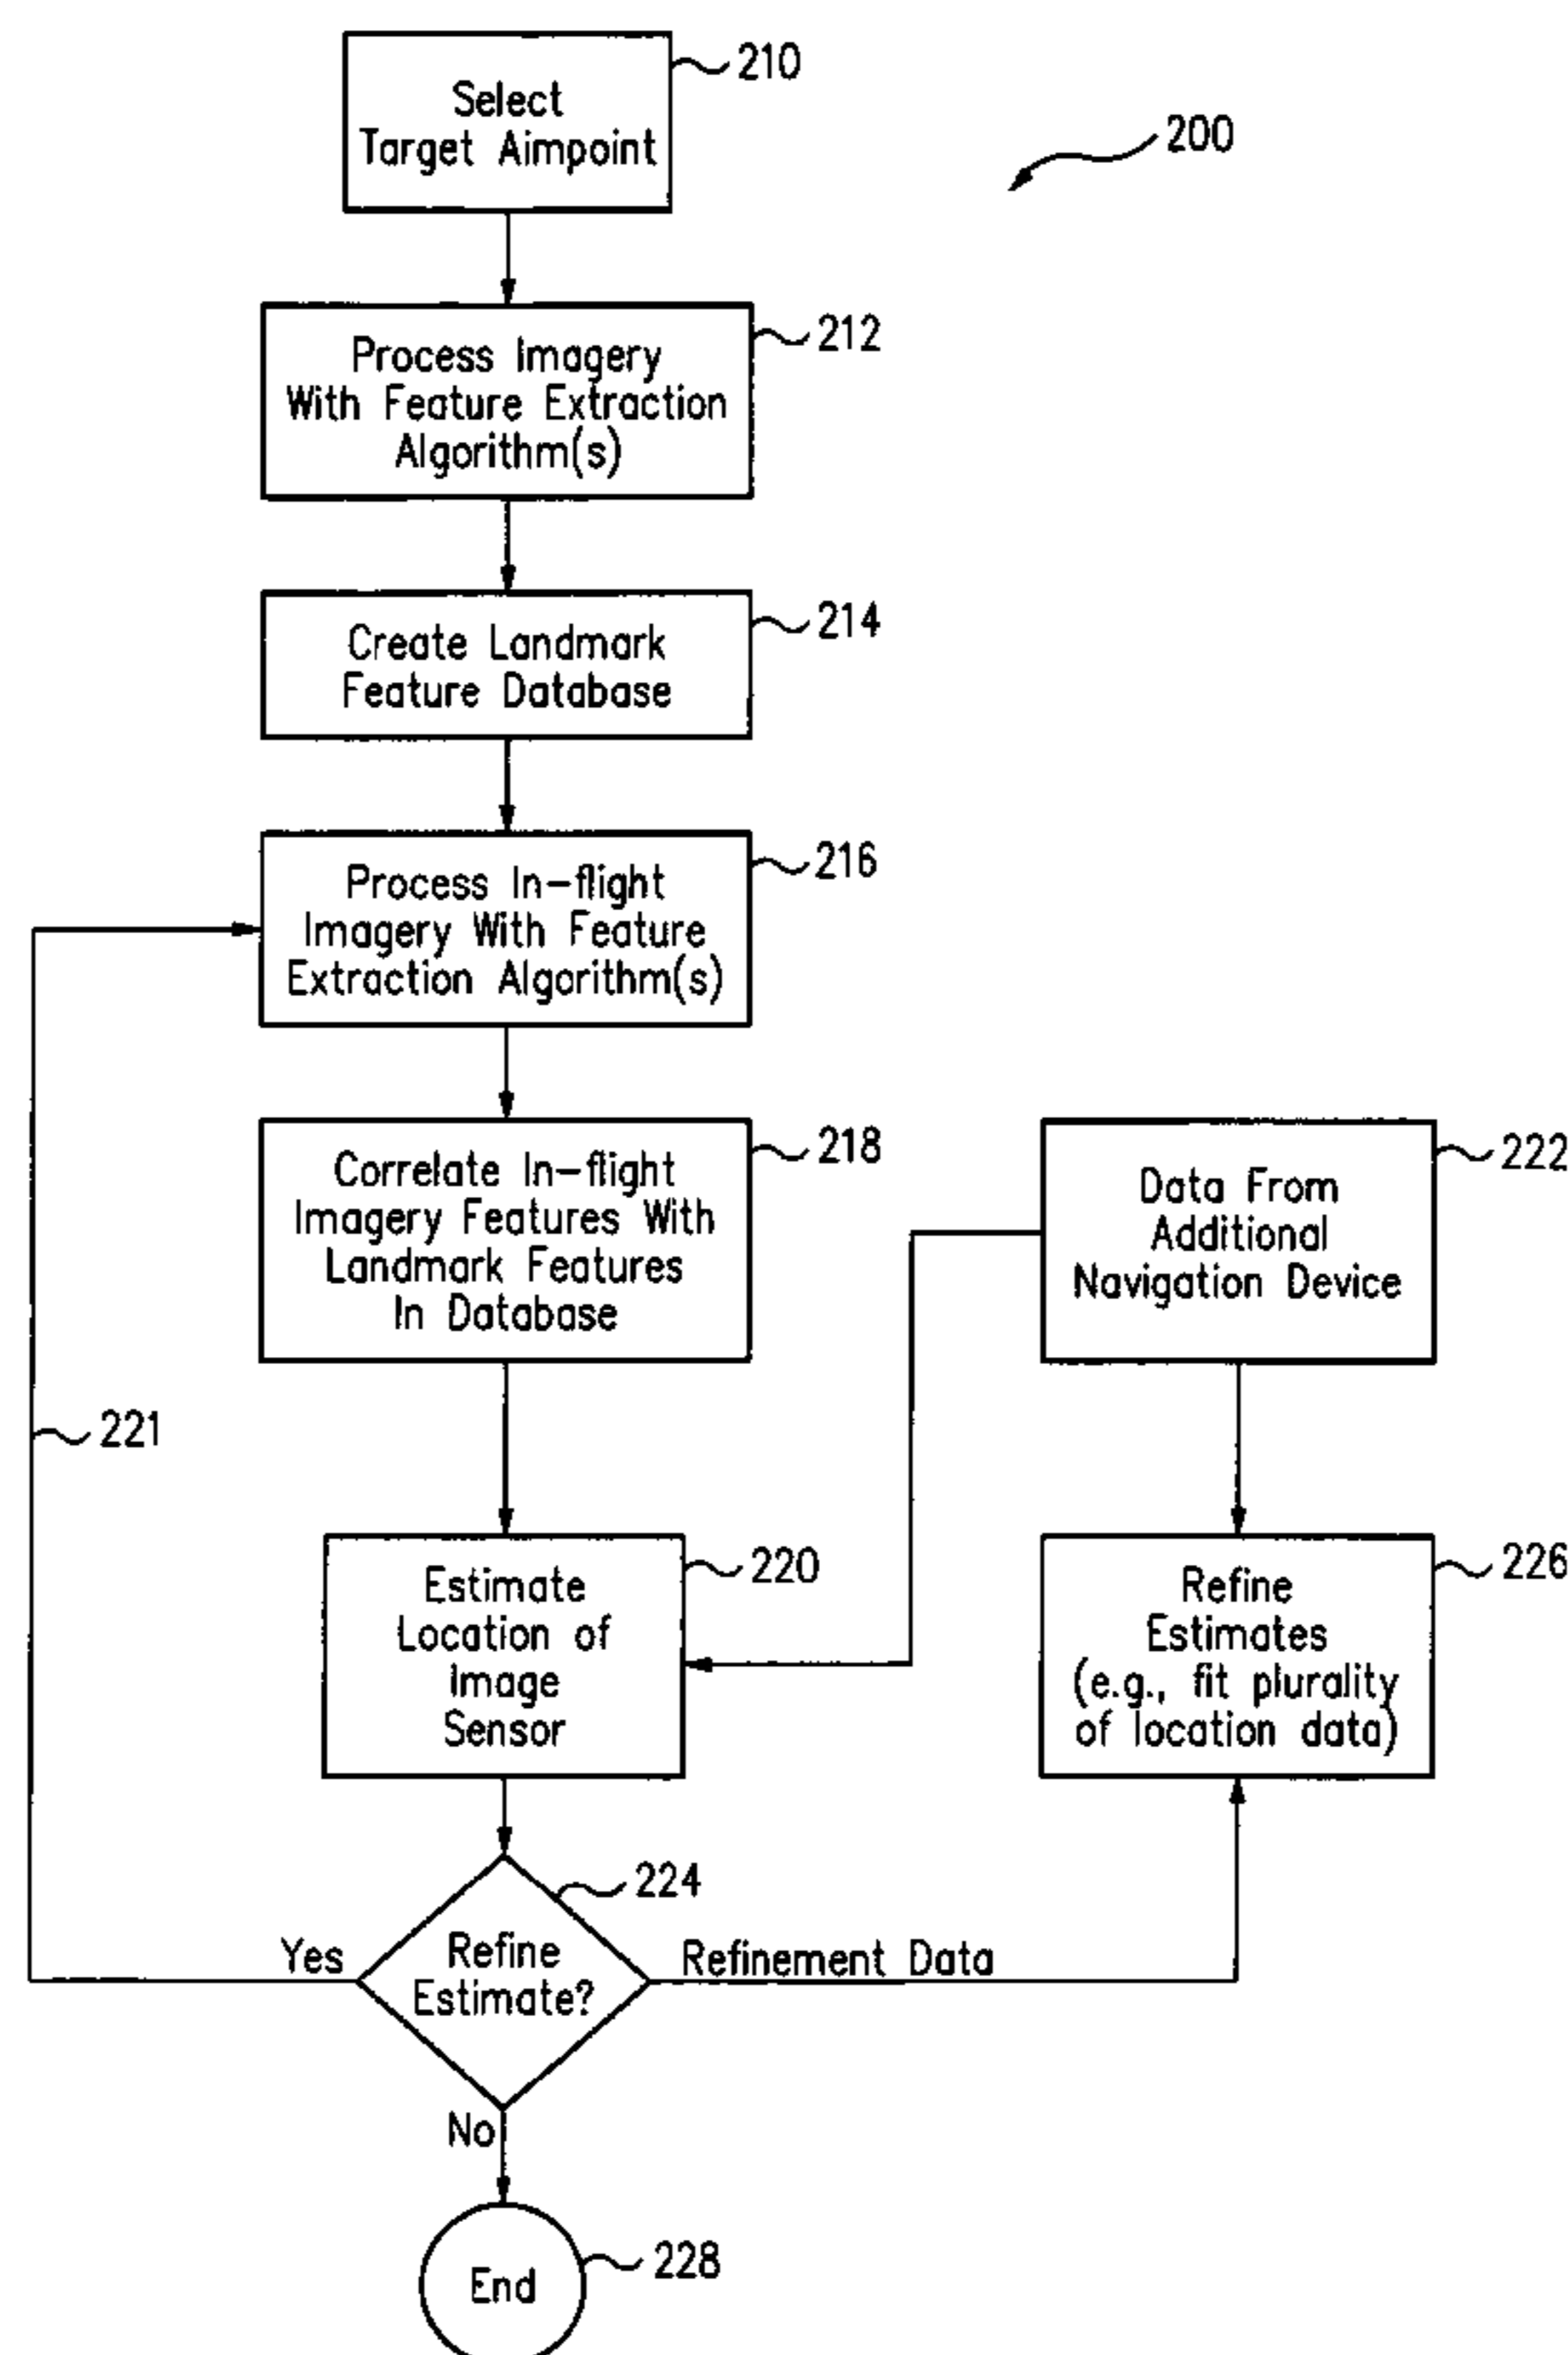 210
Select
Target Aimpoint
200
212
Process Imagery
With Feature Extraction
Algorithm(s)
214
Create Landmark
Feature Database
216
Process In-flight
Imagery With Feature
Extraction Algorithm(s)
218
Correlate In-flight
Imagery Features With
Landmark Features
In Database
222
Data From
Additional
Navigation Device
221
220
Estimate
Location of
Image
Sensor
226
Refine
Estimates
(e.g., fit plurality
of location data)
224
Yes
Refine
Estimate?
Refinement Data
No
228
End